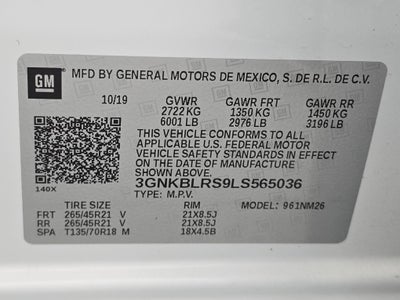 GM MFD BY GENERAL MOTORS DE MEXICO, S. DE R.L. DE C.V.
10/19 GVWR GAWR FRT GAWR RR
2722 KG 1350 KG 1450 KG
6001 LB 2976 LB 3196 LB
THIS VEHICLE CONFORMS TO ALL
APPLICABLE U.S. FEDERAL MOTOR
VEHICLE SAFETY AND THEFT PREVENTION
STANDARDS IN EFFECT ON THE DATE OF
MANUFACTURE SHOWN ABOVE.
3GNKBLRS9LS565036
140X TYPE: M.P.V. MODEL: 961NM26
TIRE SIZE RIM
FRT 265/45R21 V 21X8.5J
RR 265/45R21 V 21X8.5J
SPA T135/70R18 M 18X4.5B